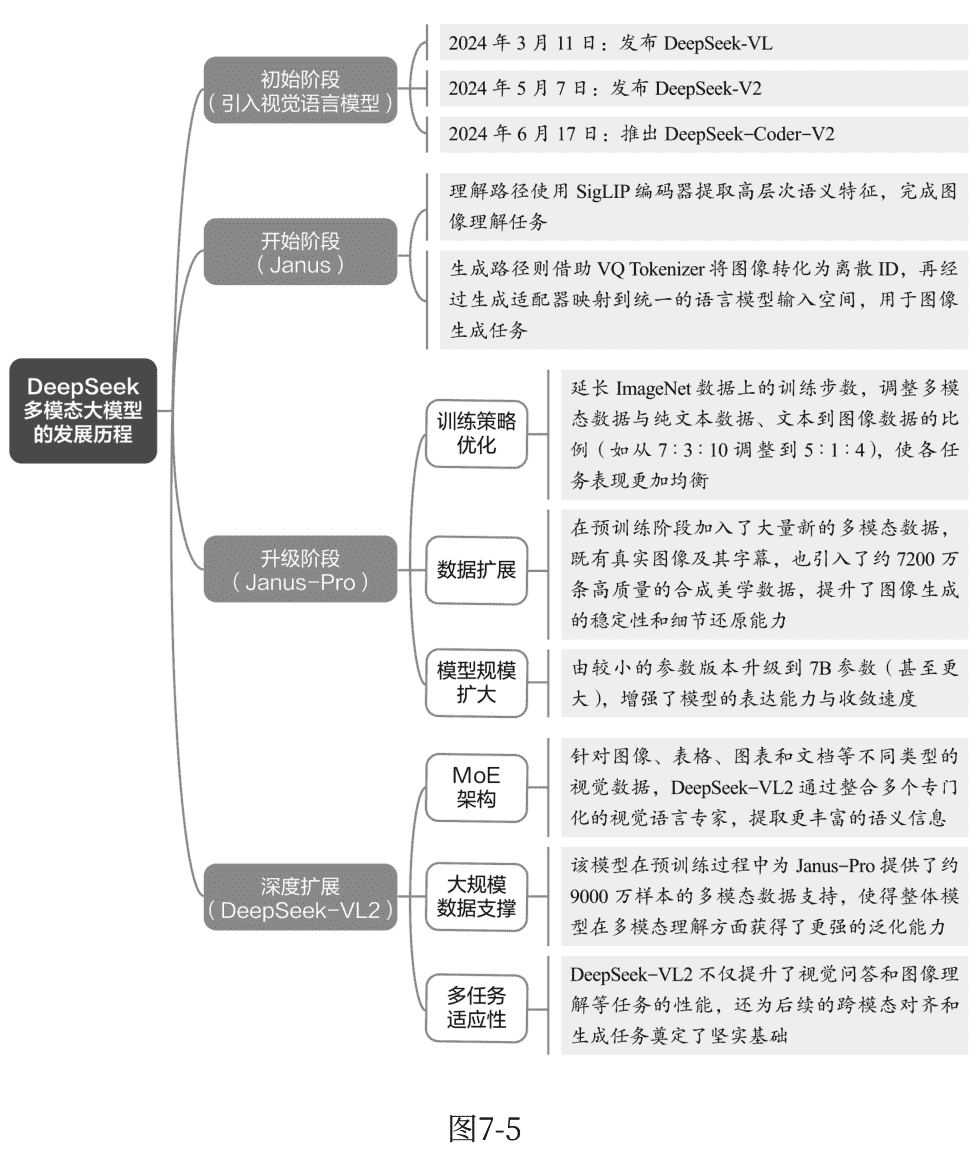 DeepSeek
多模态大模型
的发展历程
初始阶段
（引入视觉语言模型）
2024 年 3 月 11 日：发布 DeepSeek-VL
2024 年 5 月 7 日：发布 DeepSeek-V2
2024 年 6 月 17 日：推出 DeepSeek-Coder-V2
开始阶段
（Janus）
理解路径使用 SigLIP 编码器提取高层次语义特征，完成图
像理解任务
生成路径则借助 VQ Tokenizer 将图像转化为离散 ID，再经
过生成适配器映射到统一的语言模型输入空间，用于图像
生成任务
升级阶段
（Janus-Pro）
训练策略
优化
延长 ImageNet 数据上的训练步数，调整多模
态数据与纯文本数据、文本到图像数据的比
例（如从 7：3：10 调整到 5：1：4），使各任
务表现更加均衡
数据扩展
在预训练阶段加入了大量新的多模态数据，
既有真实图像及其字幕，也引入了约 7200 万
条高质量的合成美学数据，提升了图像生成
的稳定性和细节还原能力
模型规模
扩大
由较小的参数版本升级到 7B 参数（甚至更
大），增强了模型的表达能力与收敛速度
深度扩展
（DeepSeek-VL2）
MoE
架构
针对图像、表格、图表和文档等不同类型的
视觉数据，DeepSeek-VL2 通过整合多个专门
化的视觉语言专家，提取更丰富的语义信息
大规模
数据支撑
该模型在预训练过程中为 Janus-Pro 提供了约
9000 万样本的多模态数据支持，使得整体模
型在多模态理解方面获得了更强的泛化能力
多任务
适应性
DeepSeek-VL2 不仅提升了视觉问答和图像理
解等任务的性能，还为后续的跨模态对齐和
生成任务奠定了坚实基础
图7-5